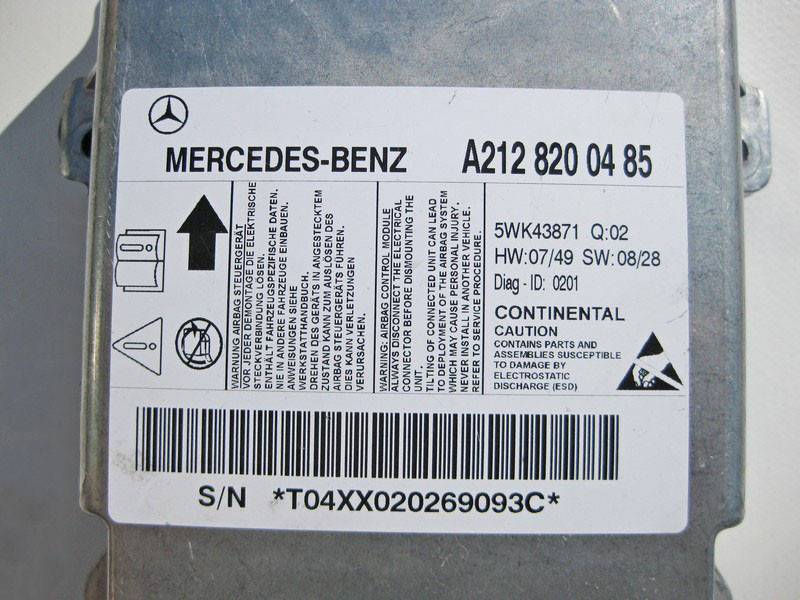 MERCEDES-BENZ A212 820 04 85
WARNUNG AIRBAG STEUERGERÄT
VOR JEDER DEMONTAGE DIE ELEKTRISCHE
STECKVERBINDUNG LÖSEN.
ENTHÄLT FAHRZEUGSPEZIFISCHE DATEN.
NIE IN ANDERE FAHRZEUGE EINBAUEN.
ANWEISUNGEN SIEHE
WERKSTATTHANDBUCH.
DREHEN DES GERÄTS IN ANGESTECKTEM
ZUSTAND KANN ZUM AUSLÖSEN DES
AIRBAG STEUERGERÄTS FÜHREN.
DIES KANN VERLETZUNGEN
VERURSACHEN.
WARNING: AIRBAG CONTROL MODULE
ALWAYS DISCONNECT THE ELECTRICAL
CONNECTOR BEFORE DISMOUNTING THE
UNIT.
TILTING OF CONNECTED UNIT CAN LEAD
TO DEPLOYMENT OF THE AIRBAG SYSTEM
WHICH MAY CAUSE PERSONAL INJURY.
NEVER INSTALL IN ANOTHER VEHICLE.
REFER TO SERVICE PROCEDURE.
5WK43871 Q:02
HW:07/49 SW:08/28
Diag - ID: 0201
CONTINENTAL
CAUTION
CONTAINS PARTS AND
ASSEMBLIES SUSCEPTIBLE
TO DAMAGE BY
ELECTROSTATIC
DISCHARGE (ESD)
S/N *T04XX020269093C*